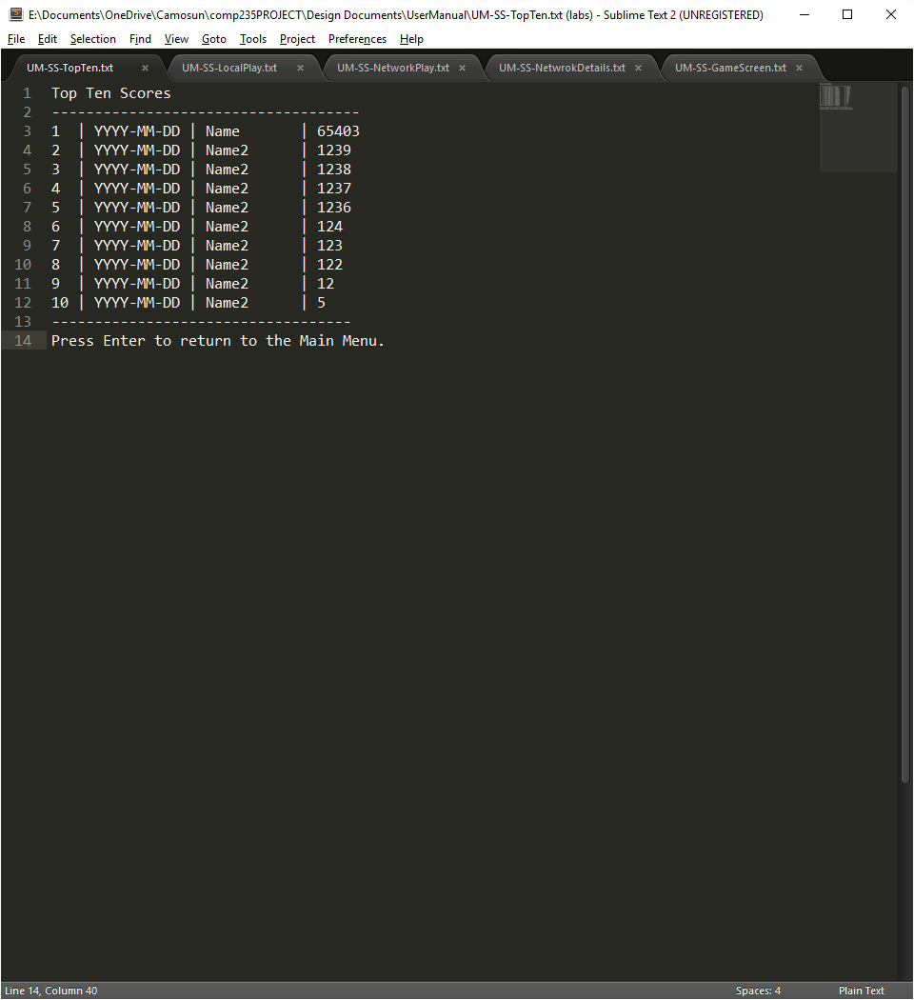 E:\Documents\OneDrive\Camosun\comp235PROJECT\Design Documents\UserManual\UM-SS-TopTen.txt (labs) - Sublime Text 2 (UNREGISTERED)
File Edit Selection Find View Goto Tools Project Preferences Help
UM-SS-TopTen.txt × UM-SS-LocalPlay.txt × UM-SS-NetworkPlay.txt × UM-SS-NetwrokDetails.txt × UM-SS-GameScreen.txt ×
1 Top Ten Scores
2 ------------------------------------
3 1  | YYYY-MM-DD | Name       | 65403
4 2  | YYYY-MM-DD | Name2      | 1239
5 3  | YYYY-MM-DD | Name2      | 1238
6 4  | YYYY-MM-DD | Name2      | 1237
7 5  | YYYY-MM-DD | Name2      | 1236
8 6  | YYYY-MM-DD | Name2      | 124
9 7  | YYYY-MM-DD | Name2      | 123
10 8  | YYYY-MM-DD | Name2      | 122
11 9  | YYYY-MM-DD | Name2      | 12
12 10 | YYYY-MM-DD | Name2      | 5
13 -----------------------------------
14 Press Enter to return to the Main Menu.
Line 14, Column 40 Spaces: 4 Plain Text